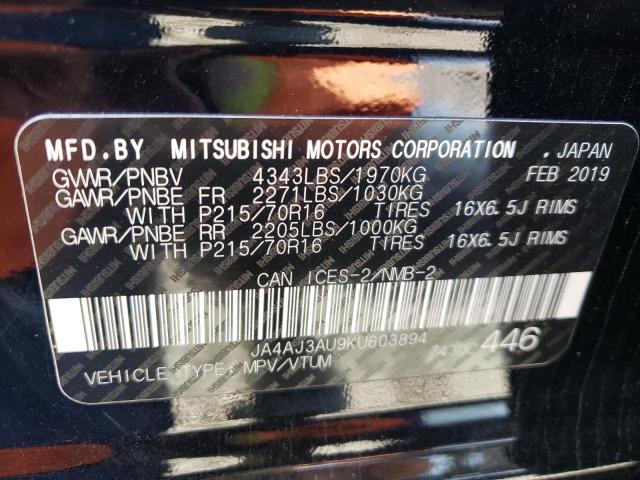 MFD.BY MITSUBISHI MOTORS CORPORATION . JAPAN
GVWR/PNBV 4343LBS/1970KG FEB 2019
GAWR/PNBE FR 2271LBS/1030KG
WITH P215/70R16 TIRES 16X6.5J RIMS
GAWR/PNBE RR 2205LBS/1000KG
WITH P215/70R16 TIRES 16X6.5J RIMS
CAN ICES-2/NMB-2
JA4AJ3AU9KU603894
446
VEHICLE TYPE: MPV/VTUM